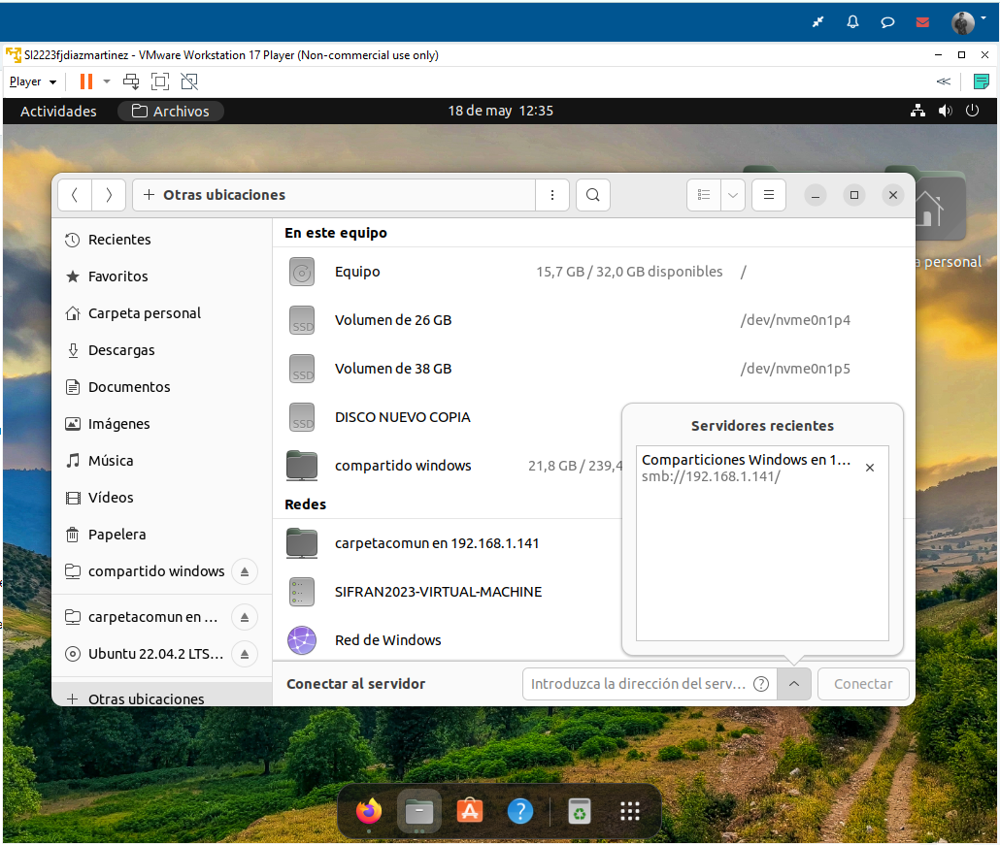 SI2223fjdiazmartinez - VMware Workstation 17 Player (Non-commercial use only)
Player
Actividades
Archivos
18 de may 12:35
Otras ubicaciones
Recientes
Favoritos
Carpeta personal
Descargas
Documentos
Imágenes
Música
Vídeos
Papelera
compartido windows
carpetacomun en ...
Ubuntu 22.04.2 LTS...
Otras ubicaciones
En este equipo
Equipo 15,7 GB / 32,0 GB disponibles /
Volumen de 26 GB /dev/nvme0n1p4
Volumen de 38 GB /dev/nvme0n1p5
DISCO NUEVO COPIA
compartido windows 21,8 GB / 239,4
Redes
carpetacomun en 192.168.1.141
SIFRAN2023-VIRTUAL-MACHINE
Red de Windows
Servidores recientes
Comparticiones Windows en 1...
smb://192.168.1.141/
Conectar al servidor
Introduzca la dirección del serv...
Conectar
a personal
SSD
SSD
SSD